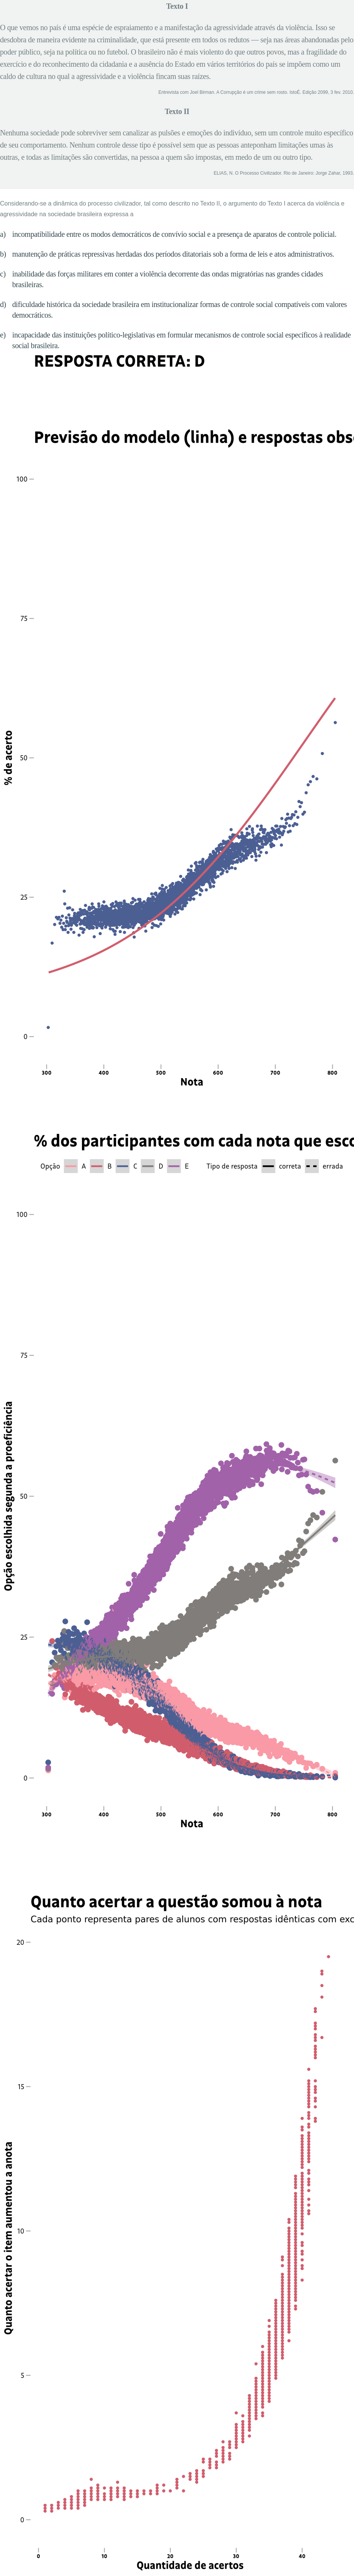 Texto I
O que vemos no país é uma espécie de espraiamento e a manifestação da agressividade através da violência. Isso se
desdobra de maneira evidente na criminalidade, que está presente em todos os redutos — seja nas áreas abandonadas pelo
poder público, seja na política ou no futebol. O brasileiro não é mais violento do que outros povos, mas a fragilidade do
exercício e do reconhecimento da cidadania e a ausência do Estado em vários territórios do país se impõem como um
caldo de cultura no qual a agressividade e a violência fincam suas raízes.
Entrevista com Joel Birman. A Corrupção é um crime sem rosto. IstoÉ. Edição 2099, 3 fev. 2010.
Texto II
Nenhuma sociedade pode sobreviver sem canalizar as pulsões e emoções do indivíduo, sem um controle muito específico
de seu comportamento. Nenhum controle desse tipo é possível sem que as pessoas anteponham limitações umas às
outras, e todas as limitações são convertidas, na pessoa a quem são impostas, em medo de um ou outro tipo.
ELIAS, N. O Processo Civilizador. Rio de Janeiro: Jorge Zahar, 1993.
Considerando-se a dinâmica do processo civilizador, tal como descrito no Texto II, o argumento do Texto I acerca da violência e
agressividade na sociedade brasileira expressa a
a) incompatibilidade entre os modos democráticos de convívio social e a presença de aparatos de controle policial.
b) manutenção de práticas repressivas herdadas dos períodos ditatoriais sob a forma de leis e atos administrativos.
c) inabilidade das forças militares em conter a violência decorrente das ondas migratórias nas grandes cidades
brasileiras.
d) dificuldade histórica da sociedade brasileira em institucionalizar formas de controle social compatíveis com valores
democráticos.
e) incapacidade das instituições político-legislativas em formular mecanismos de controle social específicos à realidade
social brasileira.
RESPOSTA CORRETA: D
Previsão do modelo (linha) e respostas obs
100
75
50
25
0
% de acerto
300 400 500 600 700 800
Nota
% dos participantes com cada nota que esco
Opção A B C D E Tipo de resposta correta errada
100
75
50
25
0
Opção escolhida segunda a proeficiência
300 400 500 600 700 800
Nota
Quanto acertar a questão somou à nota
Cada ponto representa pares de alunos com respostas idênticas com exc
20
15
10
5
0
Quanto acertar o item aumentou a anota
0 10 20 30 40
Quantidade de acertos